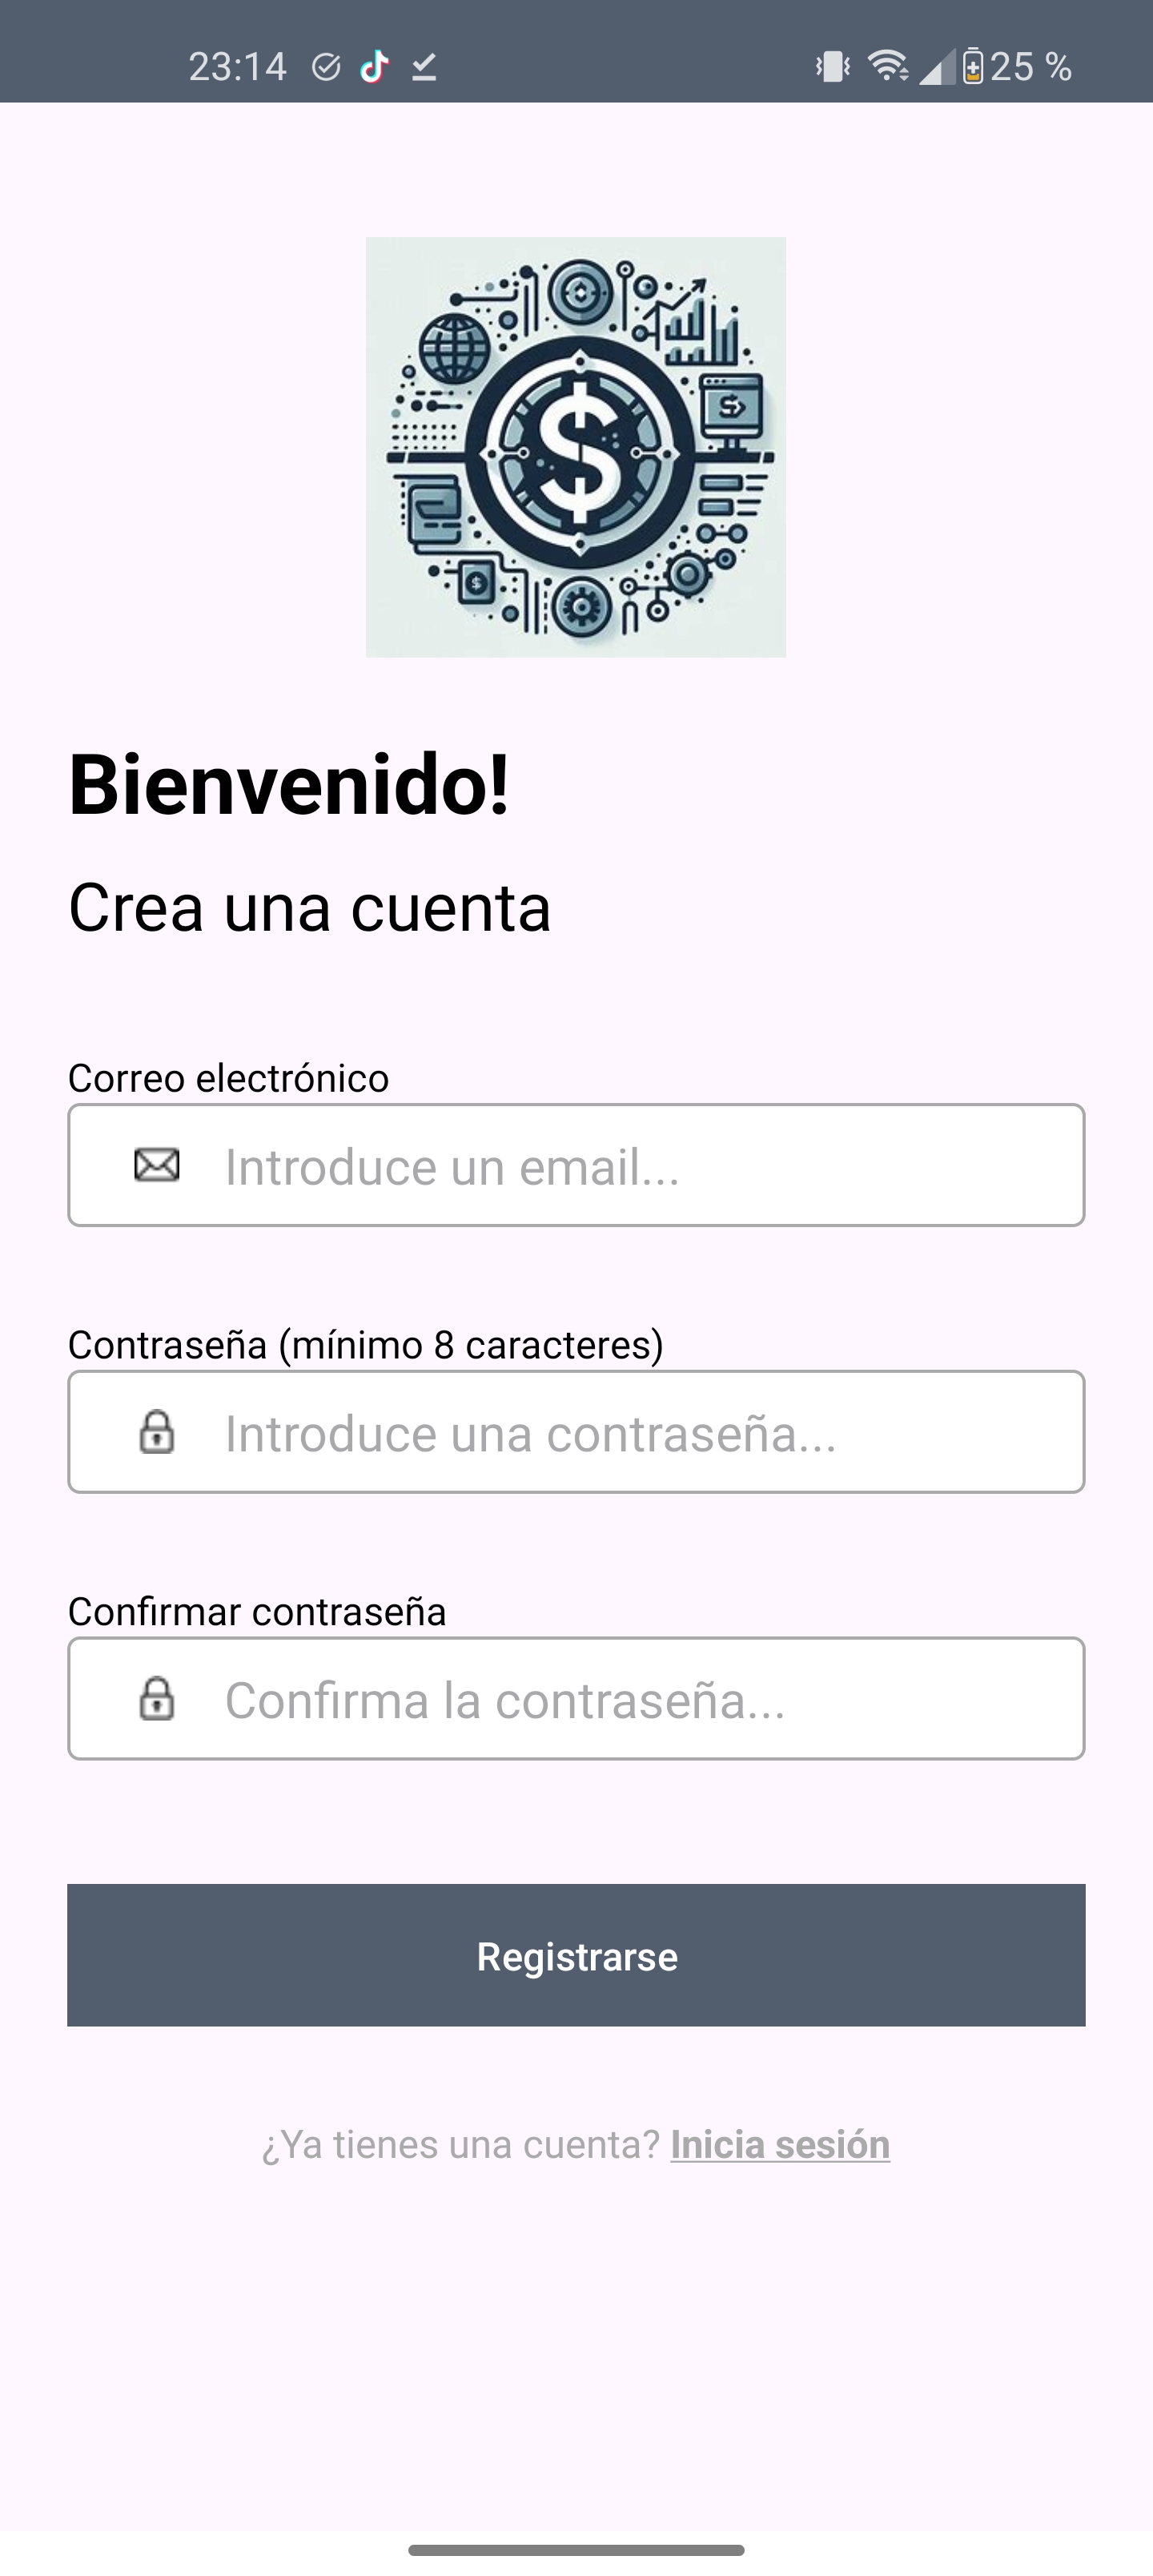 23:14 25 %
Bienvenido!
Crea una cuenta
Correo electrónico
Introduce un email...
Contraseña (mínimo 8 caracteres)
Introduce una contraseña...
Confirmar contraseña
Confirma la contraseña...
Registrarse
¿Ya tienes una cuenta? Inicia sesión